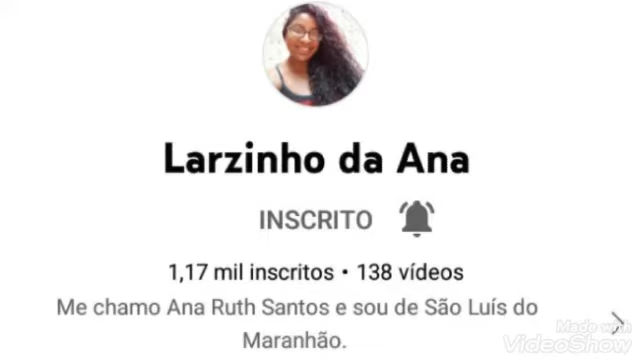 Larzinho da Ana
INSCRITO
1,17 mil inscritos • 138 vídeos
Me chamo Ana Ruth Santos e sou de São Luís do
Maranhão.
Made with
VideoShow